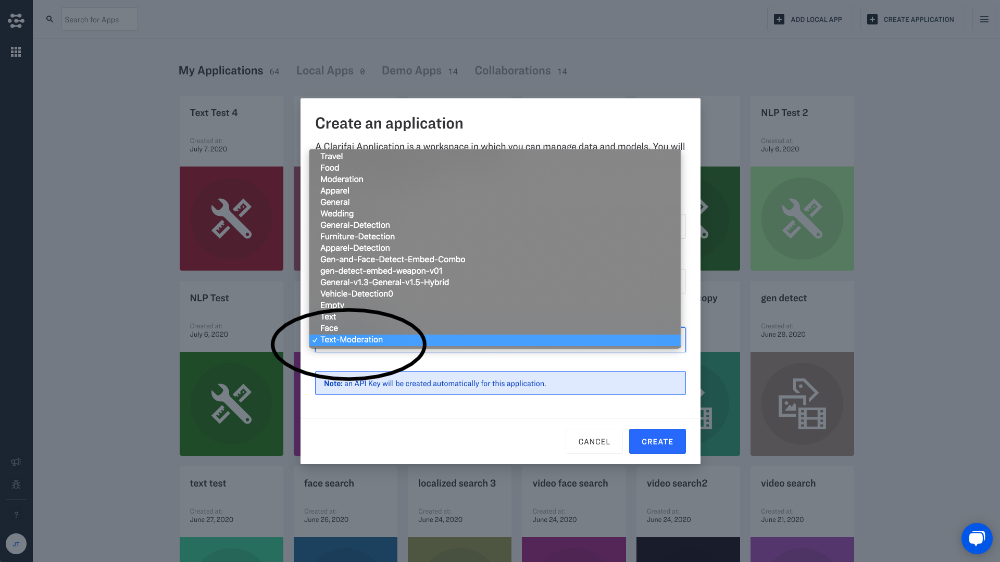 Search for Apps
ADD LOCAL APP
CREATE APPLICATION
My Applications 64
Local Apps 0
Demo Apps 14
Collaborations 14
Text Test 4
Created at:
July 7, 2020
NLP Test 2
Created at:
July 6, 2020
Create an application
A Clarifai Application is a workspace in which you can manage data and models. You will
Travel
Food
Moderation
Apparel
General
Wedding
General-Detection
Furniture-Detection
Apparel-Detection
Gen-and-Face-Detect-Embed-Combo
gen-detect-embed-weapon-v01
General-v1.3-General-v1.5-Hybrid
Vehicle-Detection0
Empty
Text
Face
✓ Text-Moderation
Note: an API Key will be created automatically for this application.
CANCEL
CREATE
NLP Test
Created at:
July 6, 2020
copy
gen detect
Created at:
June 29, 2020
text test
Created at:
June 27, 2020
face search
Created at:
June 24, 2020
localized search 3
Created at:
June 24, 2020
video face search
Created at:
June 24, 2020
video search2
Created at:
June 24, 2020
video search
Created at:
June 21, 2020
?
JT